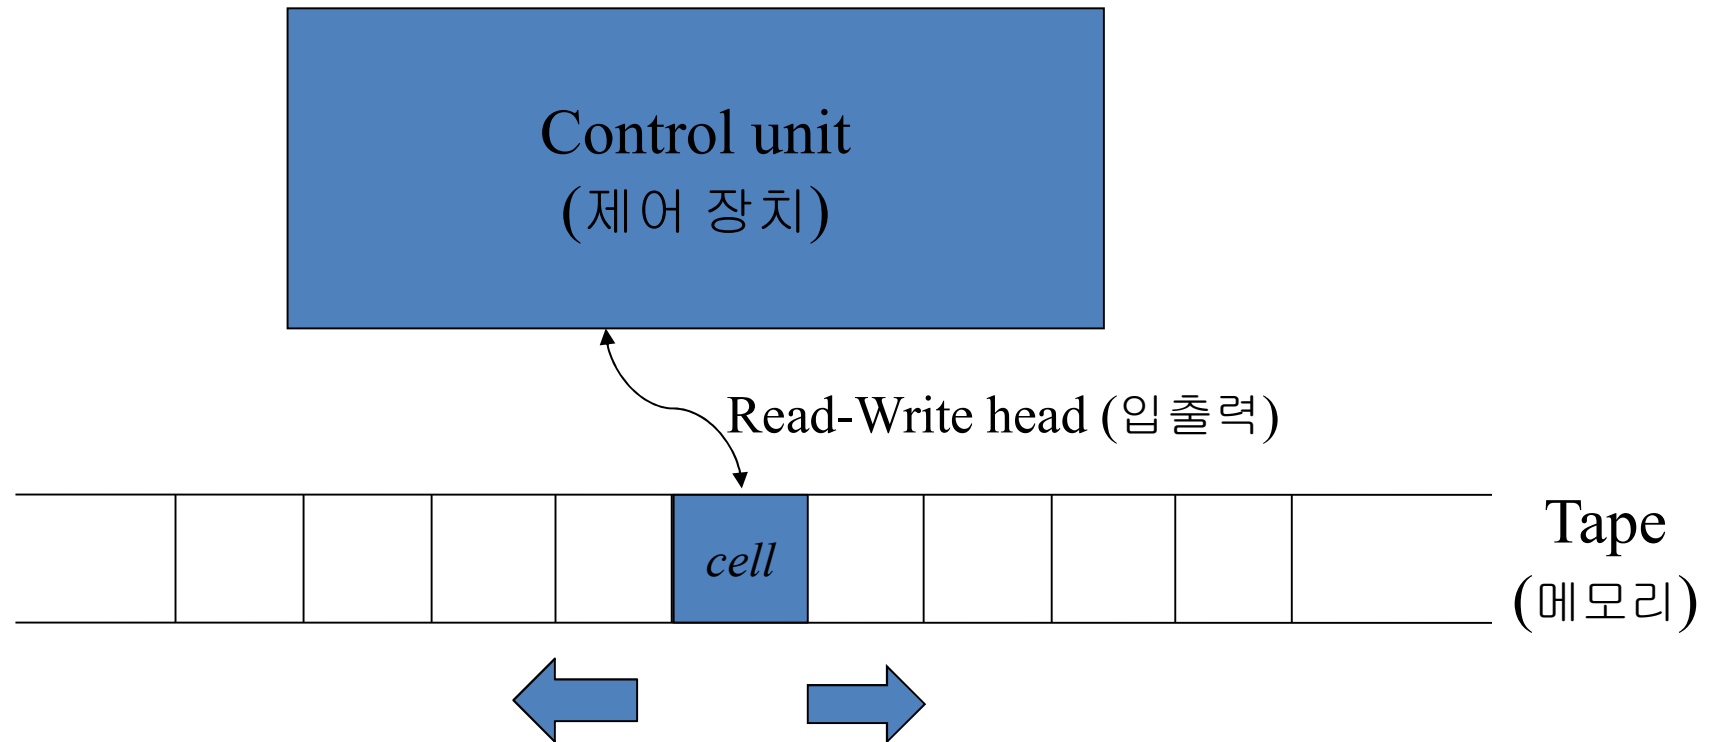 Control unit
(제어 장치)
Read-Write head (입출력)
cell
Tape
(메모리)